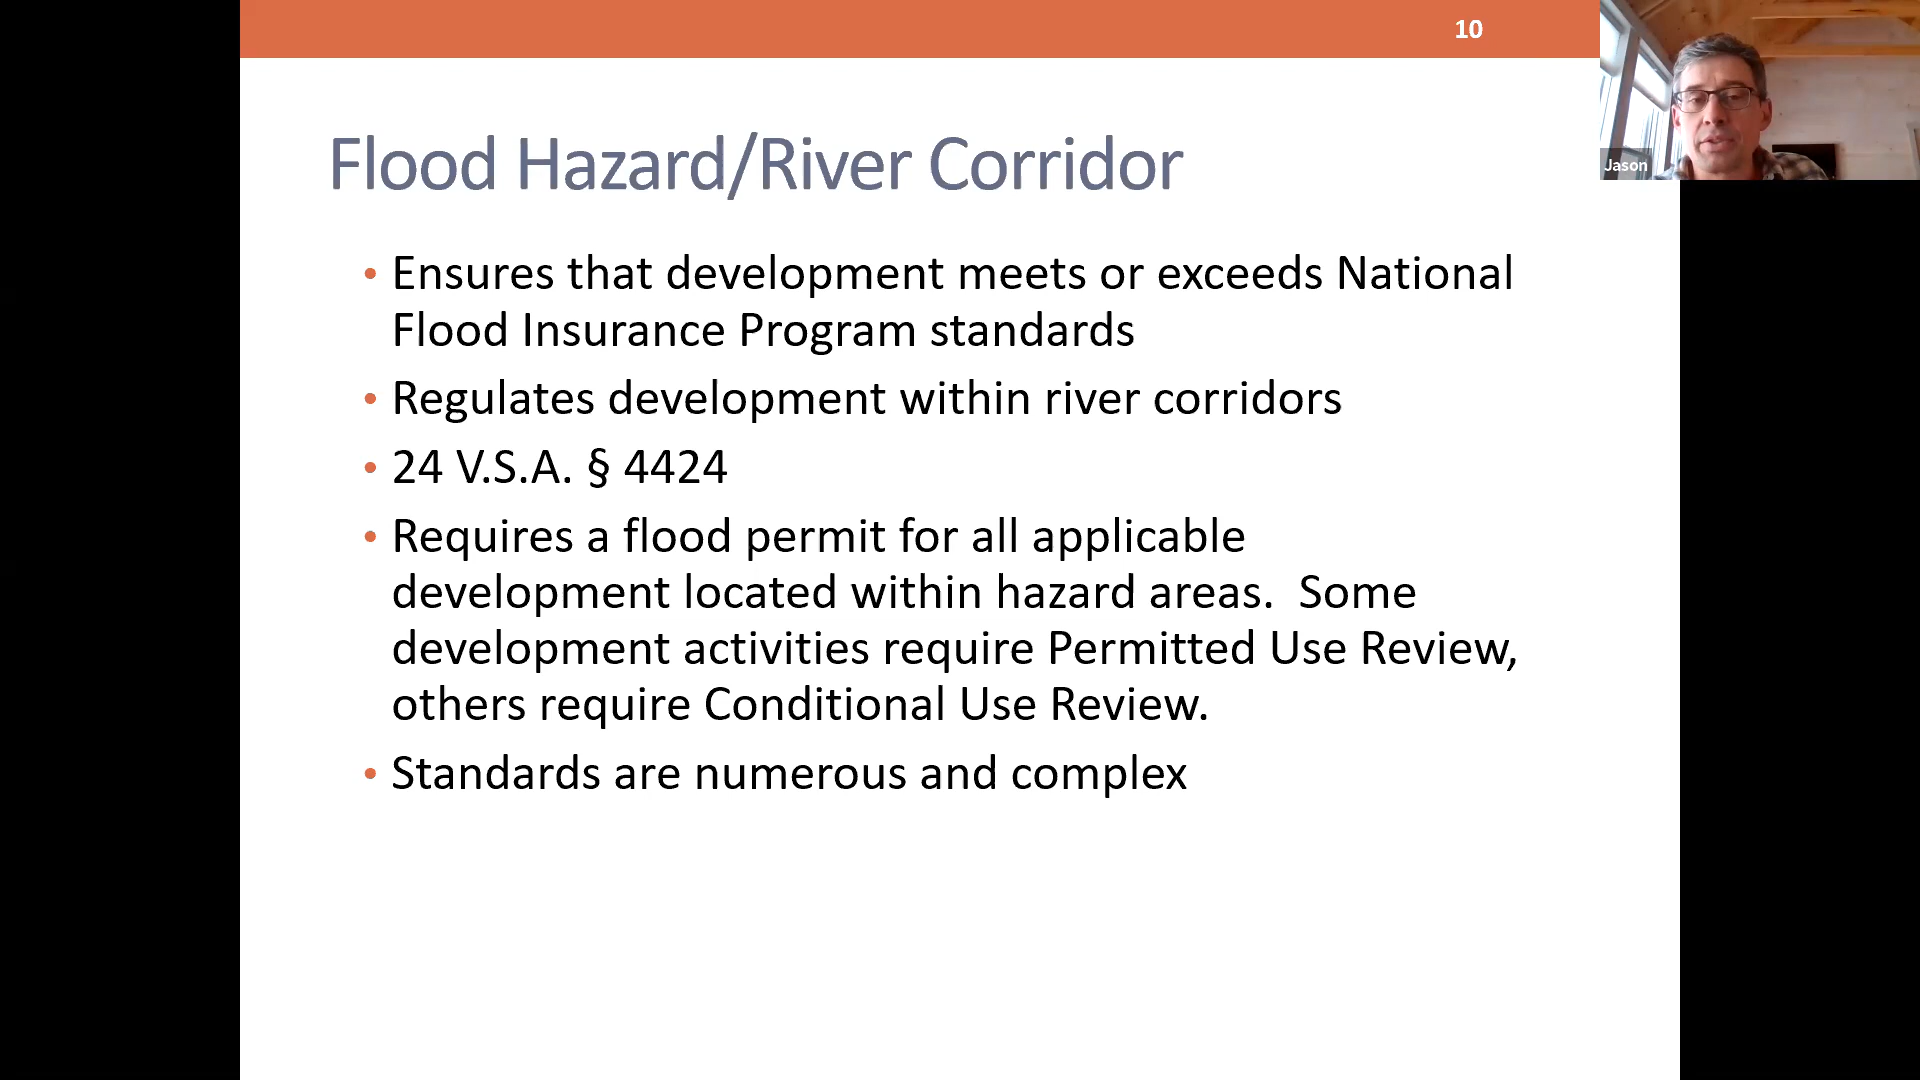 10
Jason
Flood Hazard/River Corridor
• Ensures that development meets or exceeds National
Flood Insurance Program standards
• Regulates development within river corridors
• 24 V.S.A. § 4424
• Requires a flood permit for all applicable
development located within hazard areas.  Some
development activities require Permitted Use Review,
others require Conditional Use Review.
• Standards are numerous and complex